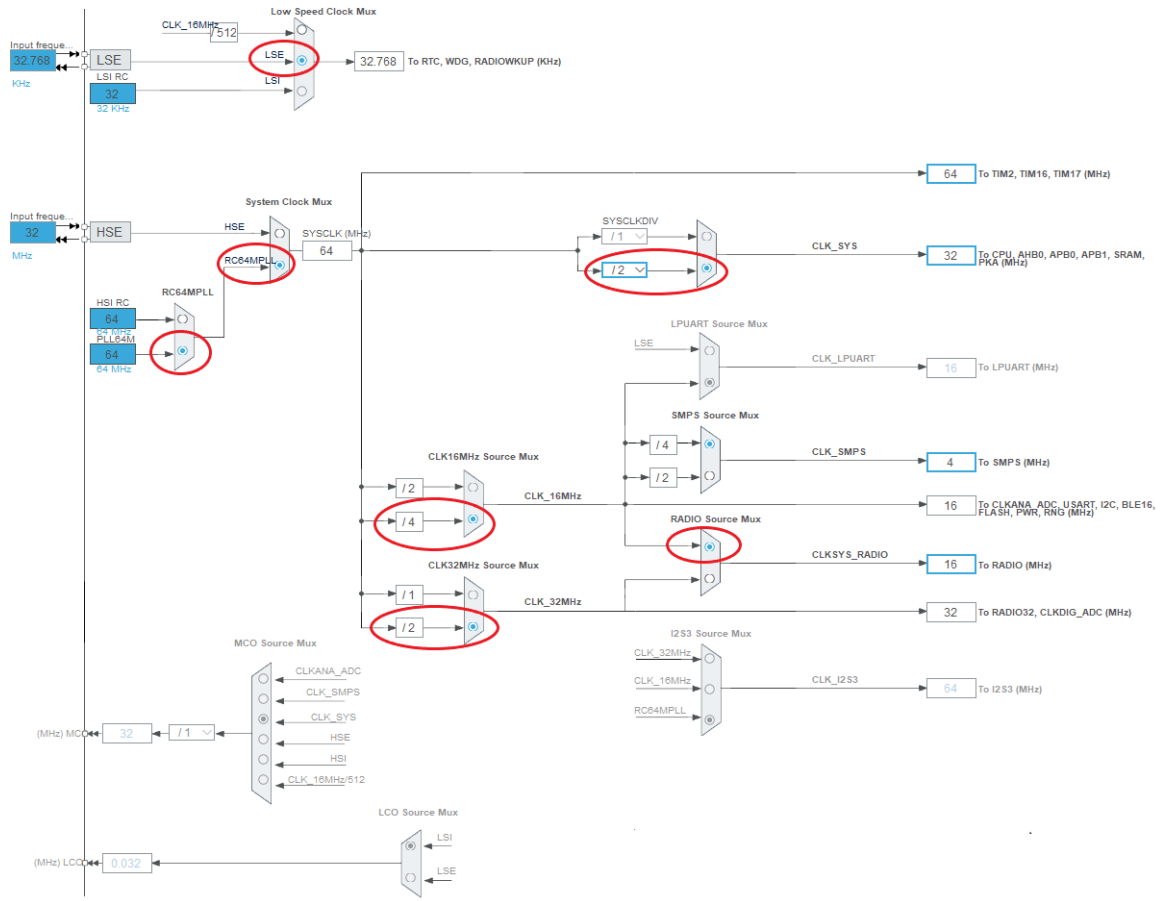 Low Speed Clock Mux
CLK_16MHz
/ 512
Input freque...
32.768
KHz
LSE
LSE
32.768
To RTC, WDG, RADIOWKUP (KHz)
LSI RC
32
32 KHz
LSI
64
To TIM2, TIM16, TIM17 (MHz)
System Clock Mux
Input freque...
32
MHz
HSE
HSE
SYSCLK (MHz)
64
RC64MPLL
SYSCLKDIV
/ 1
/ 2
CLK_SYS
32
To CPU, AHB0, APB0, APB1, SRAM,
PKA (MHz)
RC64MPLL
HSI RC
64
64 MHz
PLL64M
64
64 MHz
LPUART Source Mux
LSE
CLK_LPUART
16
To LPUART (MHz)
SMPS Source Mux
/ 4
/ 2
CLK_SMPS
4
To SMPS (MHz)
CLK16MHz Source Mux
/ 2
/ 4
CLK_16MHz
16
To CLKANA_ADC, USART, I2C, BLE16,
FLASH, PWR, RNG (MHz)
RADIO Source Mux
CLKSYS_RADIO
16
To RADIO (MHz)
CLK32MHz Source Mux
/ 1
/ 2
CLK_32MHz
32
To RADIO32, CLKDIG_ADC (MHz)
I2S3 Source Mux
CLK_32MHz
CLK_16MHz
RC64MPLL
CLK_I2S3
64
To I2S3 (MHz)
MCO Source Mux
CLKANA_ADC
CLK_SMPS
CLK_SYS
HSE
HSI
CLK_16MHz/512
(MHz) MC
32
/ 1
LCO Source Mux
LSI
LSE
(MHz) LCO
0.032